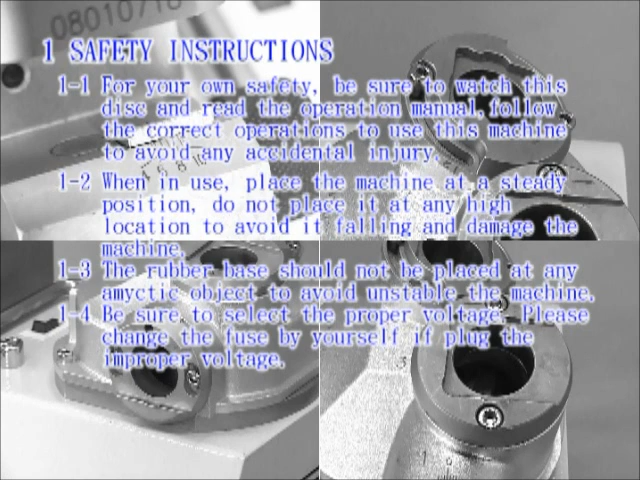 08010710
1 SAFETY INSTRUCTIONS
1-1 For your own safety, be sure to watch this
disc and read the operation manual,follow
the correct operations to use this machine
to avoid any accidental injury.
1-2 When in use, place the machine at a steady
position, do not place it at any high
location to avoid it falling and damage the
machine.
1-3 The rubber base should not be placed at any
amyctic object to avoid unstable the machine.
1-4 Be sure to select the proper voltage. Please
change the fuse by yourself if plug the
improper voltage.